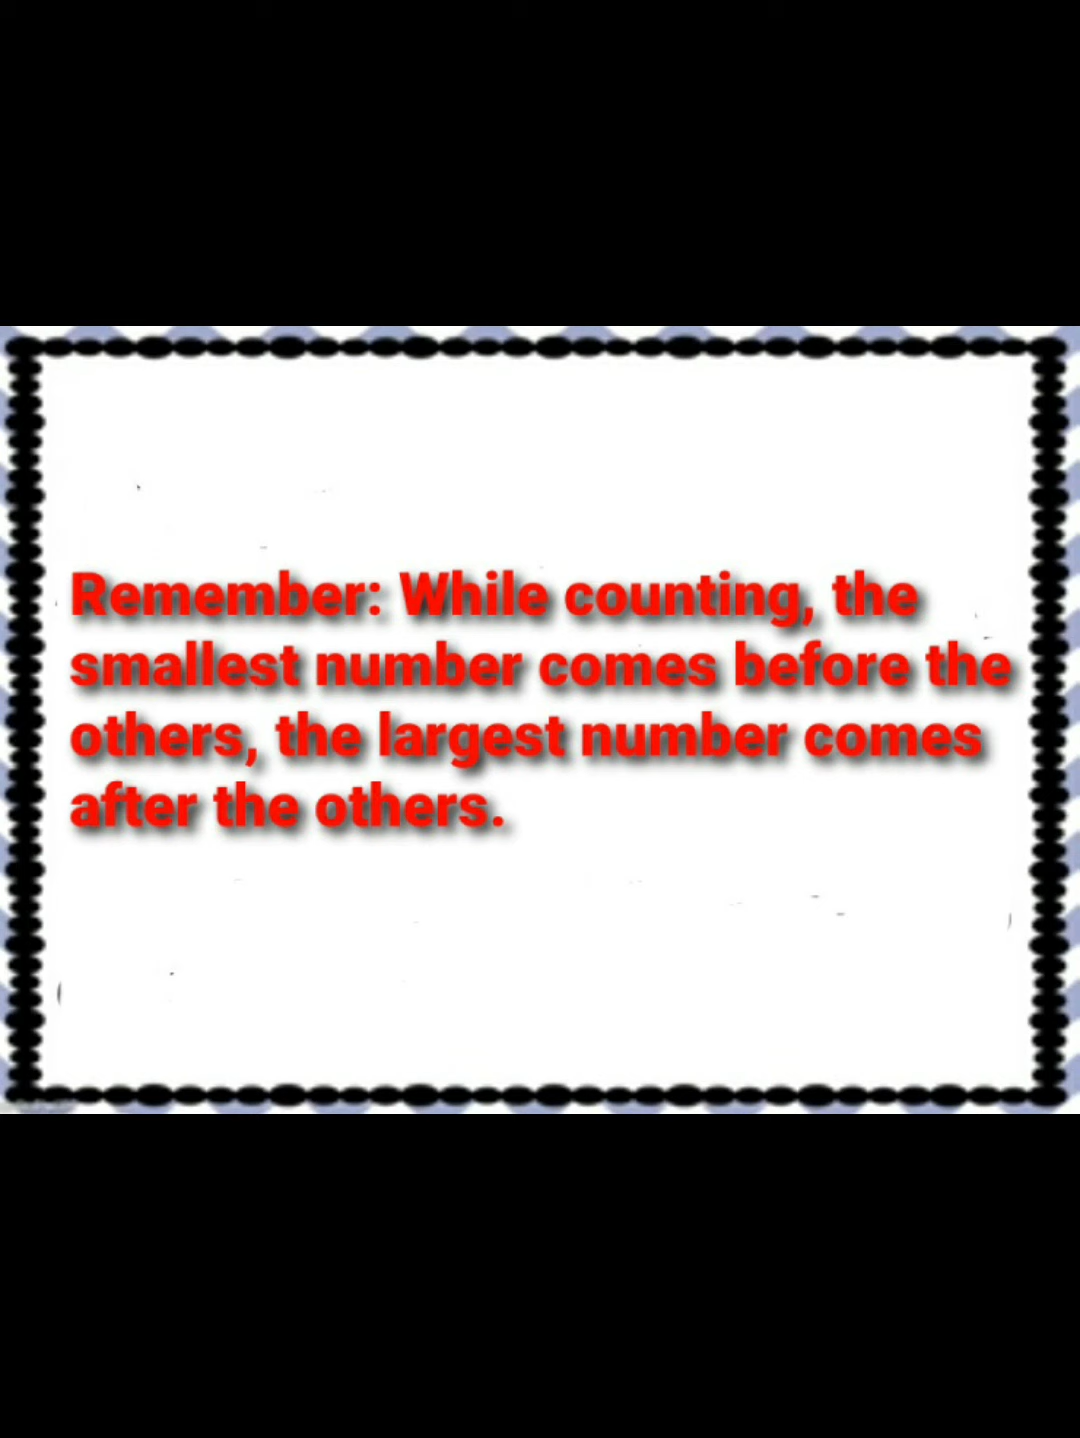 Remember: While counting, the
smallest number comes before the
others, the largest number comes
after the others.